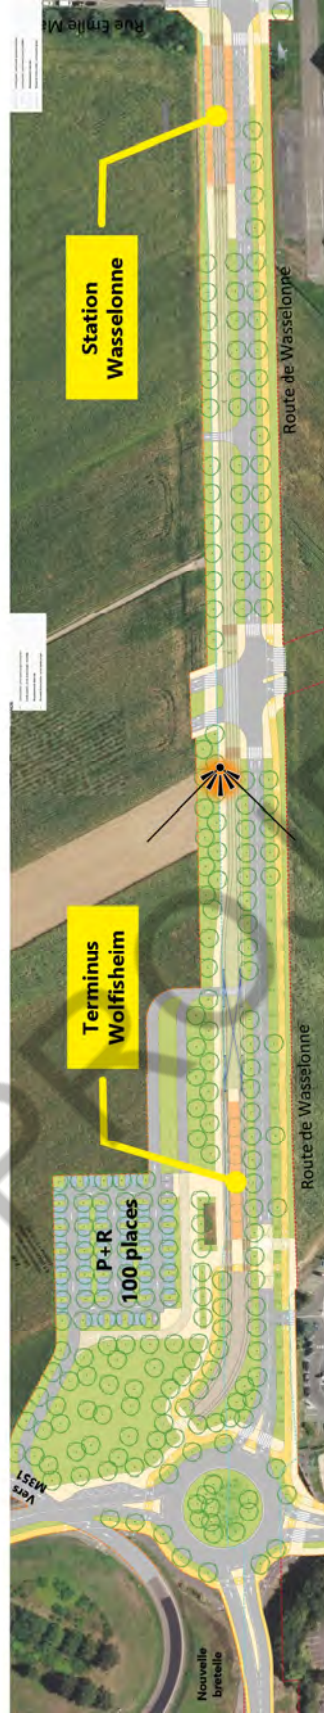 Rue Emile Ma
Station
Wasselonne
Route de Wasselonne
Terminus
Wolfisheim
Route de Wasselonne
P+R
100 places
Vers
M351
Nouvelle
bretelle